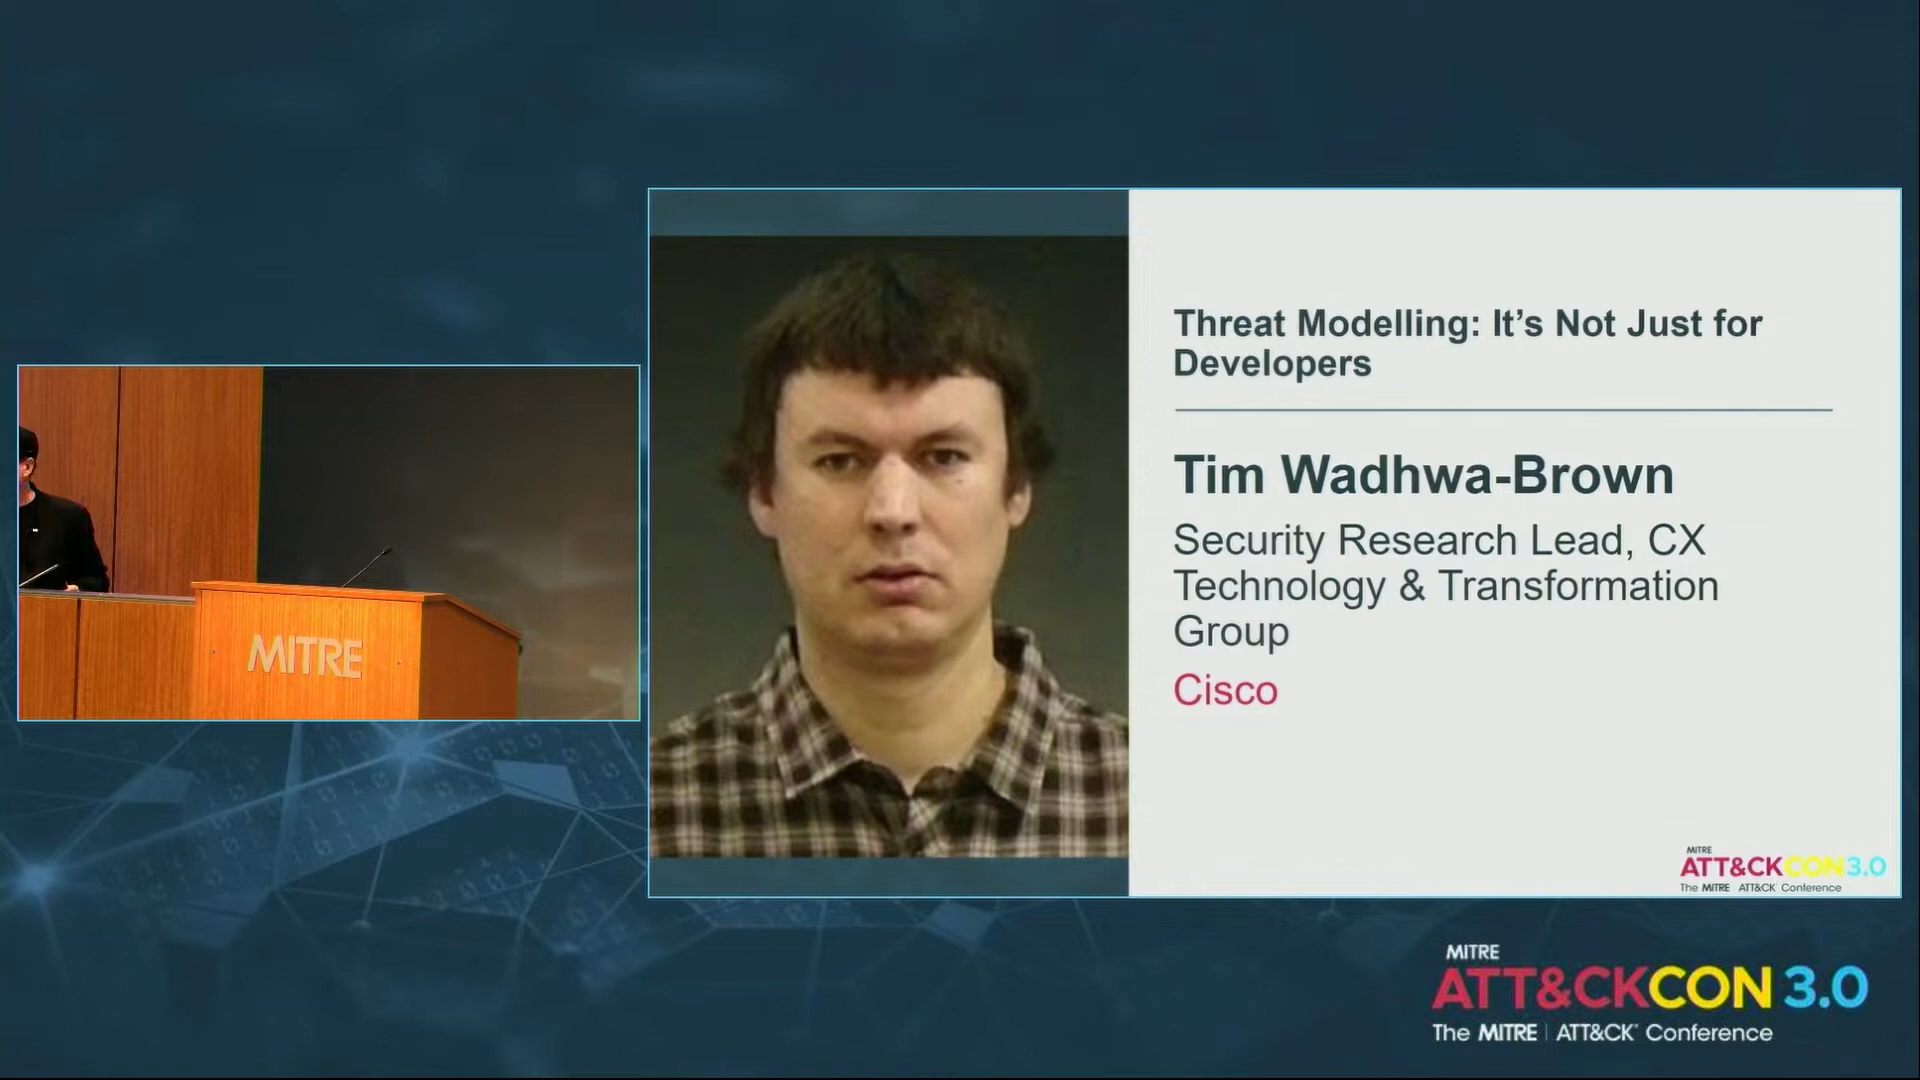 MITRE
Threat Modelling: It's Not Just for
Developers
Tim Wadhwa-Brown
Security Research Lead, CX
Technology & Transformation
Group
Cisco
MITRE
ATT&CKCON 3.0
The MITRE ATT&CK Conference
MITRE
ATT&CKCON 3.0
The MITRE | ATT&CK® Conference